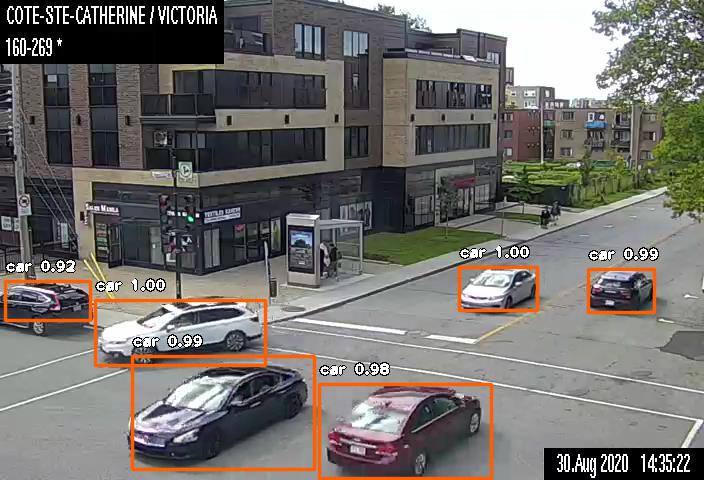 COTE-STE-CATHERINE / VICTORIA
160-269 *
car 0.92
car 1.00
car 0.99
car 0.98
car 1.00
car 0.99
30.Aug 2020 14:35:22